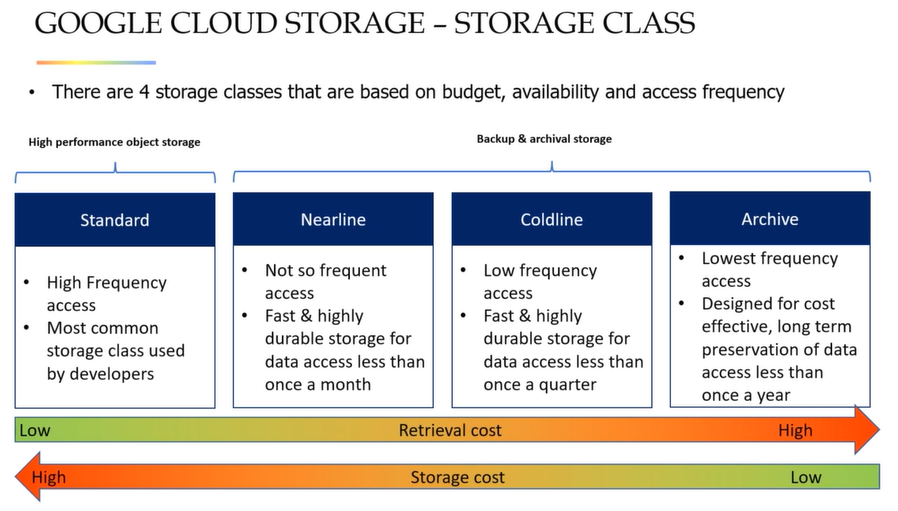 GOOGLE CLOUD STORAGE – STORAGE CLASS
• There are 4 storage classes that are based on budget, availability and access frequency
High performance object storage
Backup & archival storage
Standard
• High Frequency
access
• Most common
storage class used
by developers
Nearline
• Not so frequent
access
• Fast & highly
durable storage for
data access less than
once a month
Coldline
• Low frequency
access
• Fast & highly
durable storage for
data access less than
once a quarter
Archive
• Lowest frequency
access
• Designed for cost
effective, long term
preservation of data
access less than
once a year
Low Retrieval cost High
High Storage cost Low